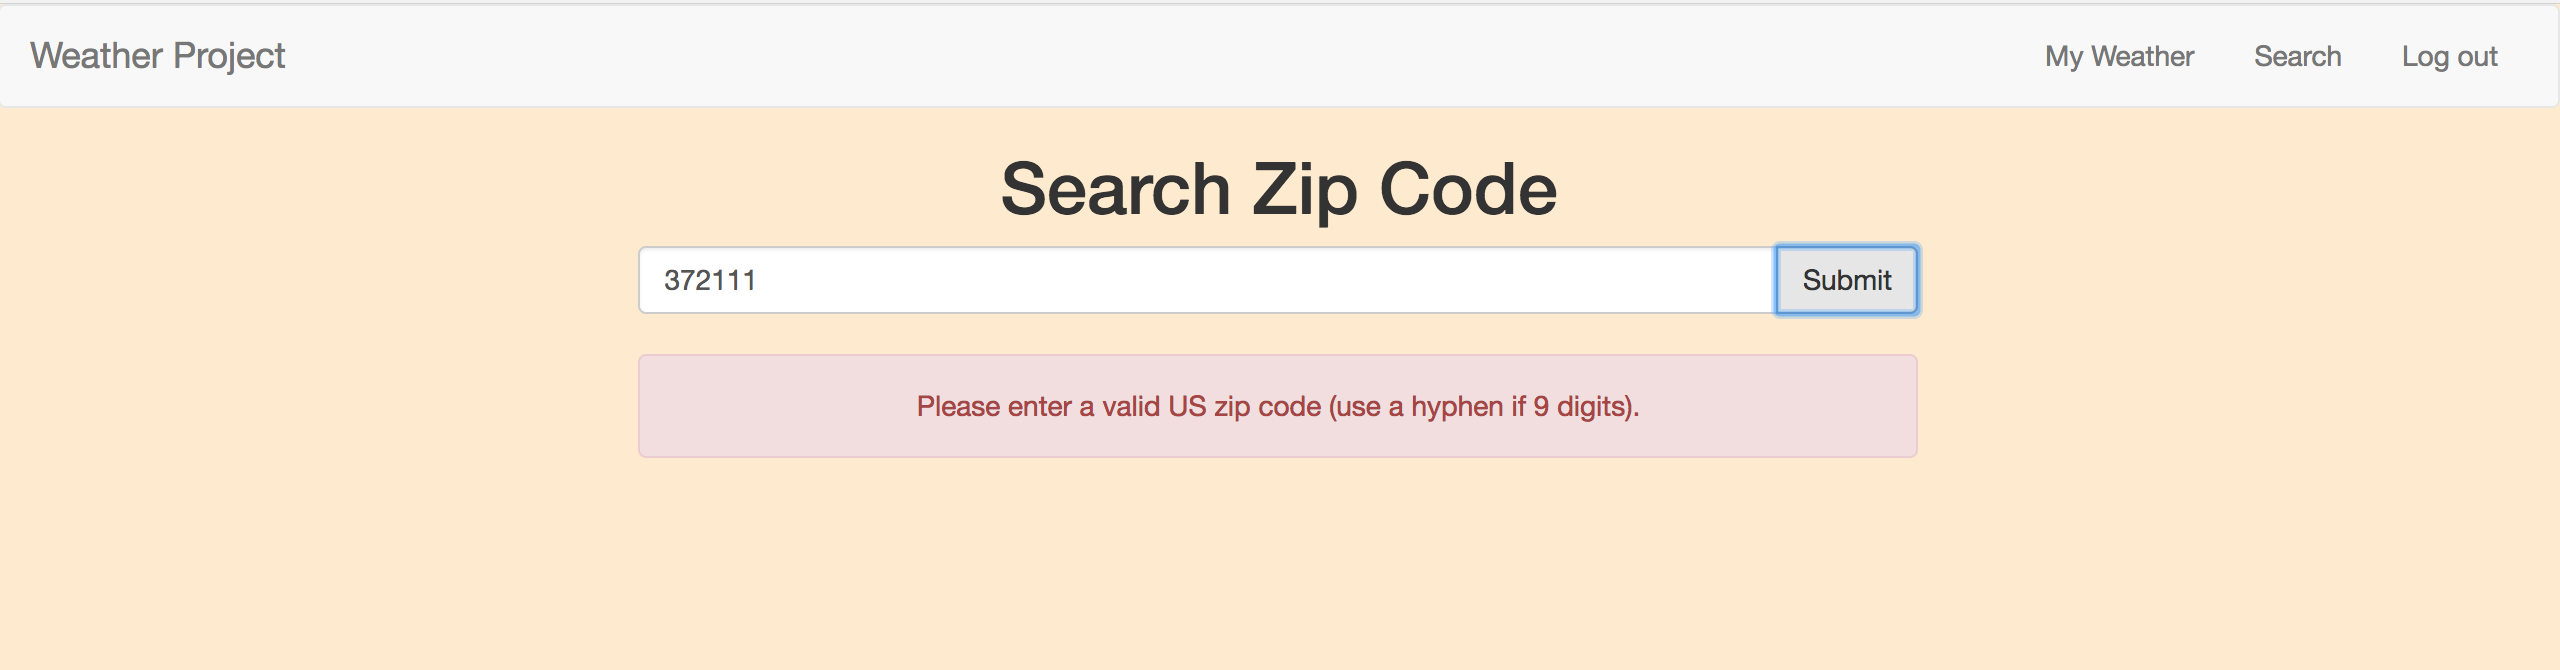 Weather Project
My Weather
Search
Log out
Search Zip Code
372111
Submit
Please enter a valid US zip code (use a hyphen if 9 digits).